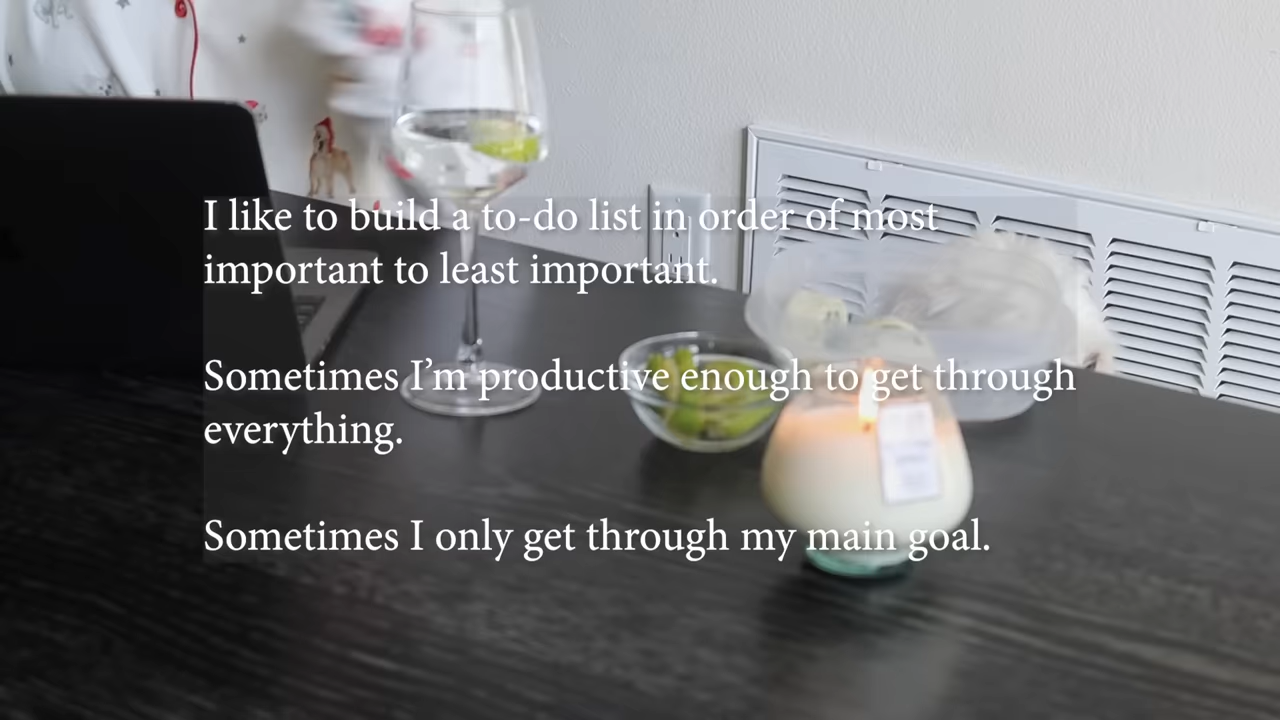 I like to build a to-do list in order of most
important to least important.
Sometimes I'm productive enough to get through
everything.
Sometimes I only get through my main goal.